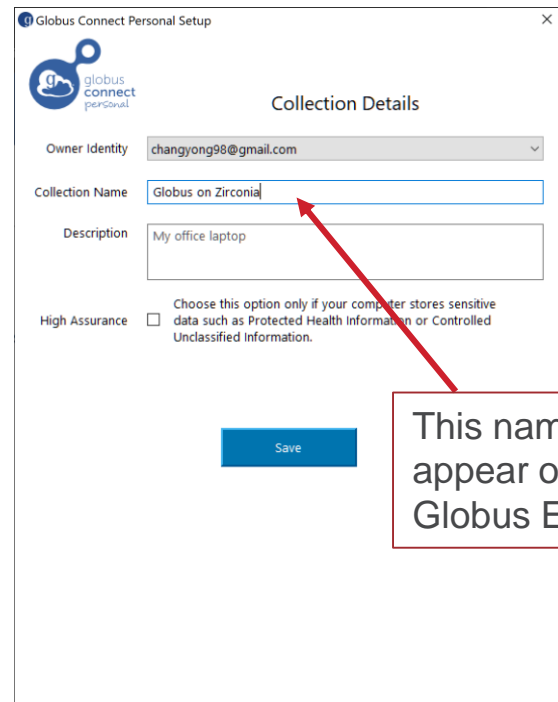 Globus Connect Personal Setup
globus
connect
personal
Collection Details
Owner Identity changyong98@gmail.com
Collection Name Globus on Zirconia
Description My office laptop
High Assurance Choose this option only if your computer stores sensitive
data such as Protected Health Information or Controlled
Unclassified Information.
Save
This nam
appear o
Globus E